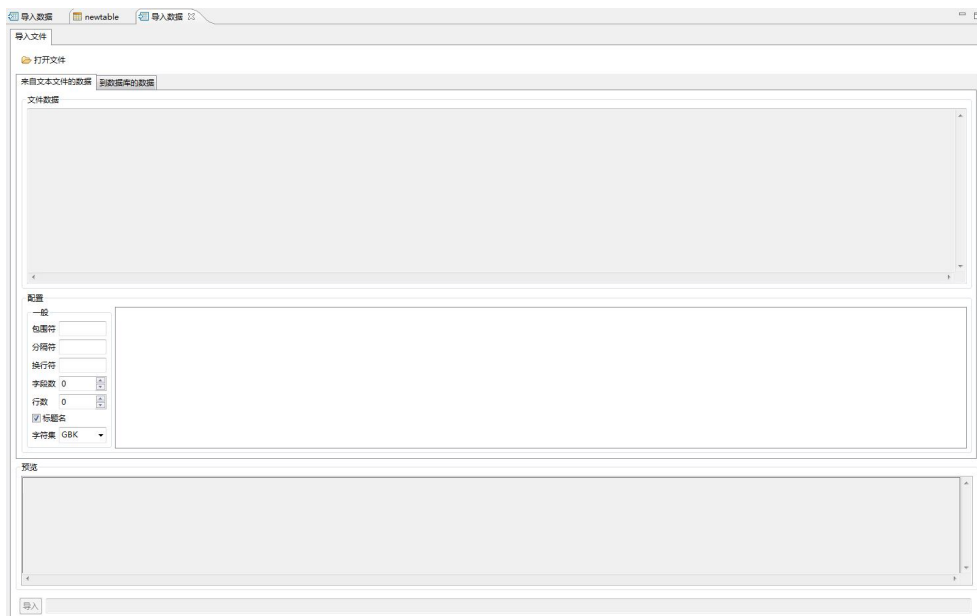 导入数据 newtable 导入数据
导入文件
打开文件
来自文本文件的数据 到数据库的数据
文件数据
配置
一般
包围符
分隔符
换行符
字段数 0
行数 0
标题名
字符集 GBK
预览
导入